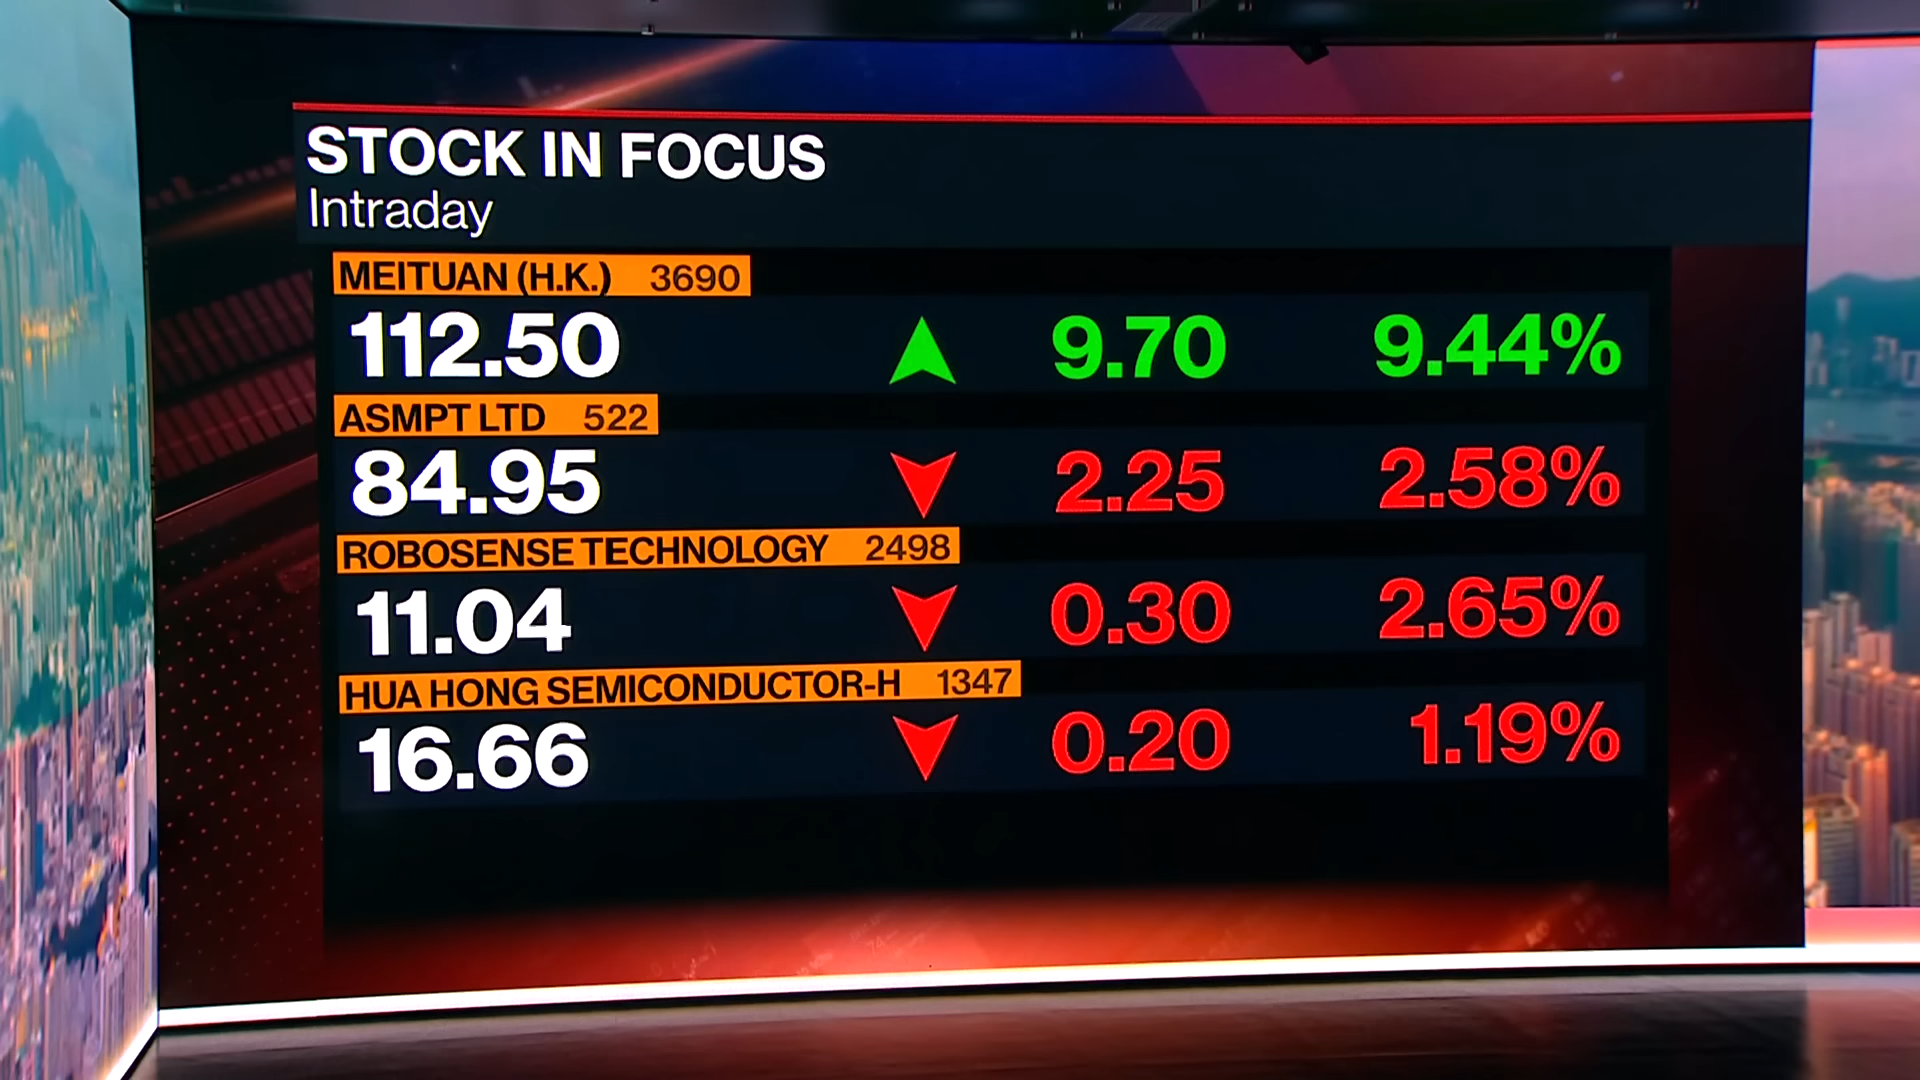 STOCK IN FOCUS
Intraday
MEITUAN (H.K.) 3690
112.50 ▲ 9.70 9.44%
ASMPT LTD 522
84.95 ▼ 2.25 2.58%
ROBOSENSE TECHNOLOGY 2498
11.04 ▼ 0.30 2.65%
HUA HONG SEMICONDUCTOR-H 1347
16.66 ▼ 0.20 1.19%